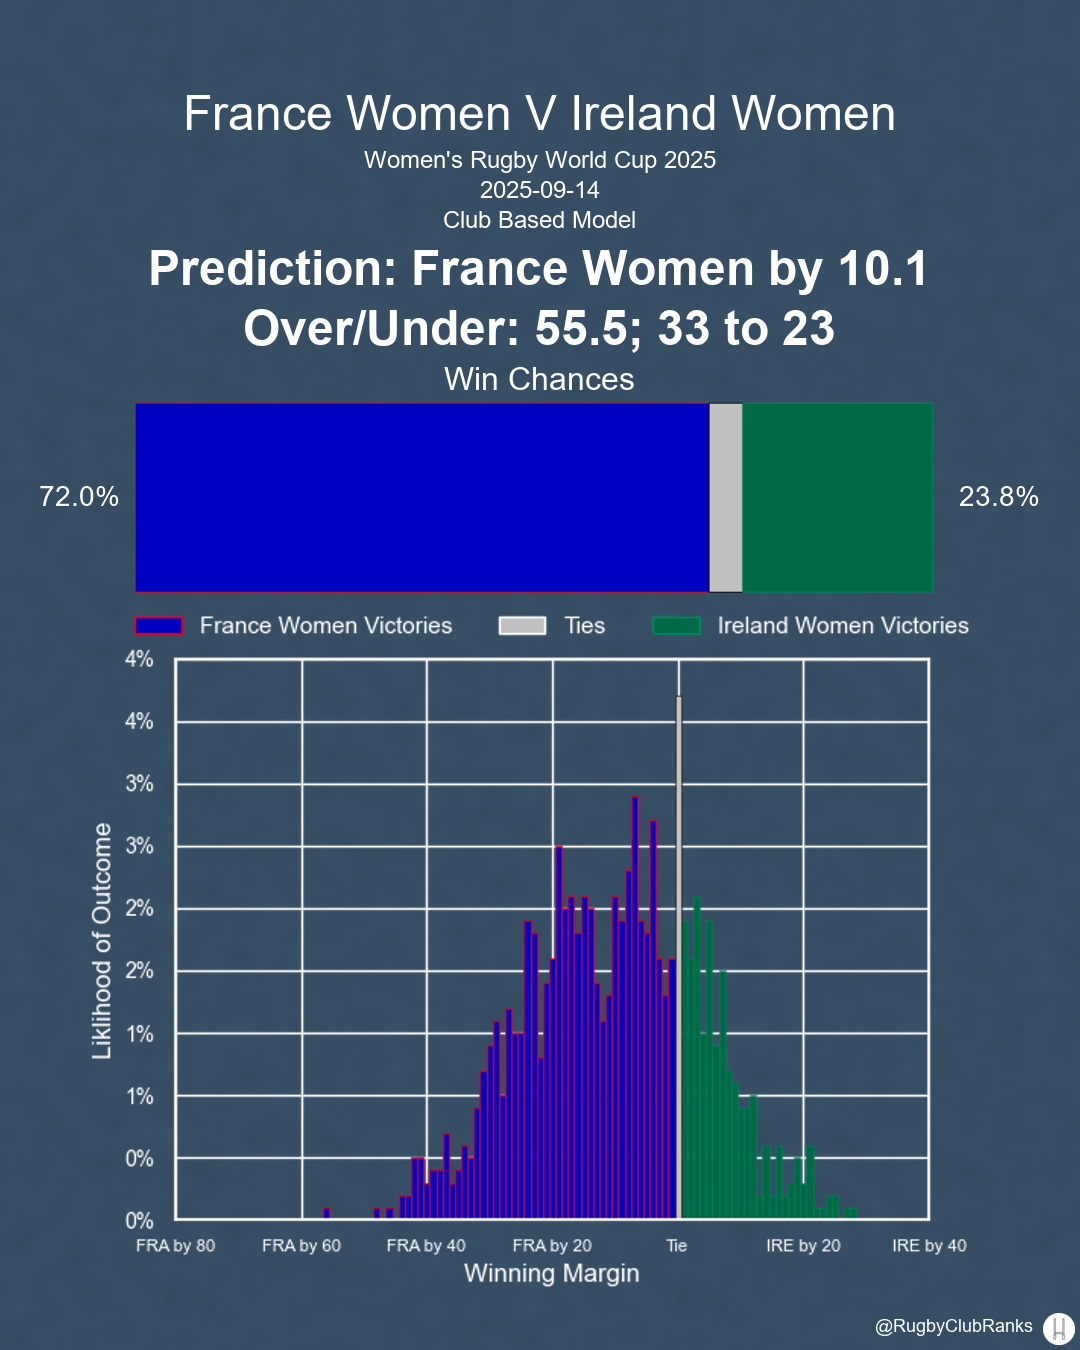 France Women V Ireland Women
Women's Rugby World Cup 2025
2025-09-14
Club Based Model
Prediction: France Women by 10.1
Over/Under: 55.5; 33 to 23
Win Chances
72.0%
23.8%
France Women Victories
Ties
Ireland Women Victories
4%
4%
3%
3%
2%
2%
1%
1%
0%
0%
Liklihood of Outcome
FRA by 80
FRA by 60
FRA by 40
FRA by 20
Tie
IRE by 20
IRE by 40
Winning Margin
@RugbyClubRanks